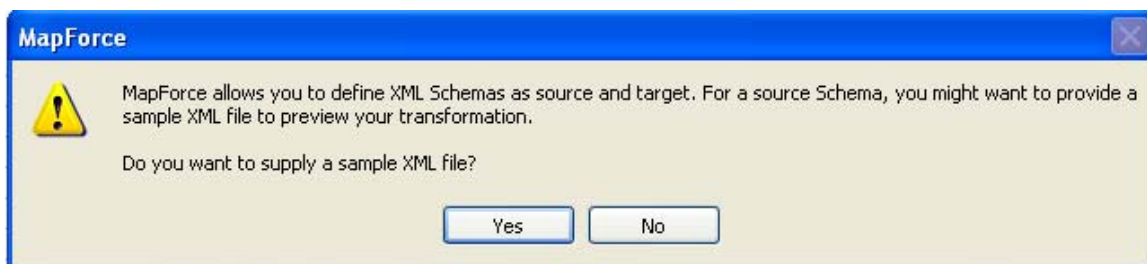 MapForce
MapForce allows you to define XML Schemas as source and target. For a source Schema, you might want to provide a
sample XML file to preview your transformation.
Do you want to supply a sample XML file?
Yes
No